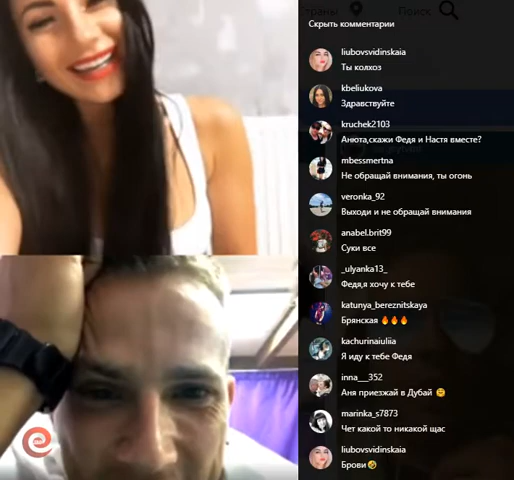 траны
Поиск
Скрыть комментарии
liubovsvidinskaia
Ты колхоз
kbeliukova
Здравствуйте
kruchek2103
Анюта,скажи Федя и Настя вместе?
mbessmertna
Не обращай внимания, ты огонь
veronka_92
Выходи и не обращай внимания
anabel.brit99
Суки все
_ulyanka13_
Федя,я хочу к тебе
katunya_bereznitskaya
Брянская 🔥🔥🔥
kachurinaiuliia
Я иду к тебе Федя
inna___352
Аня приезжай в Дубай
marinka_s7873
Чет какой то никакой щас
liubovsvidinskaia
Брови🤣